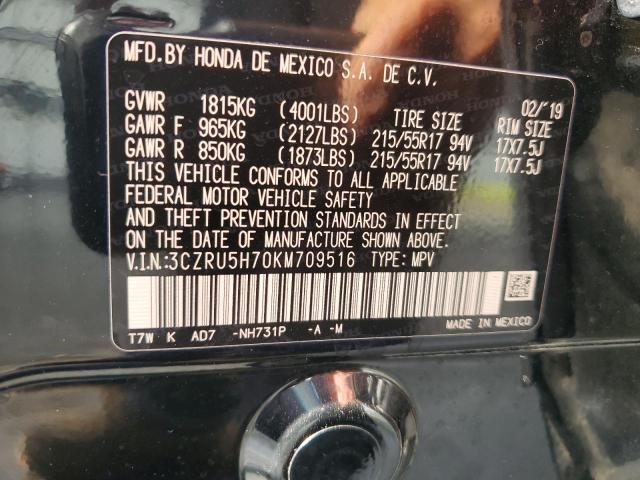 MFD. BY HONDA DE MEXICO S.A. DE C.V.
02/'19
GVWR 1815KG (4001LBS) TIRE SIZE RIM SIZE
GAWR F 965KG (2127LBS) 215/55R17 94V 17X7.5J
GAWR R 850KG (1873LBS) 215/55R17 94V 17X7.5J
THIS VEHICLE CONFORMS TO ALL APPLICABLE
FEDERAL MOTOR VEHICLE SAFETY
AND THEFT PREVENTION STANDARDS IN EFFECT
ON THE DATE OF MANUFACTURE SHOWN ABOVE.
V.I.N.:3CZRU5H70KM709516 TYPE: MPV
T7W K AD7 -NH731P -A -M MADE IN MEXICO